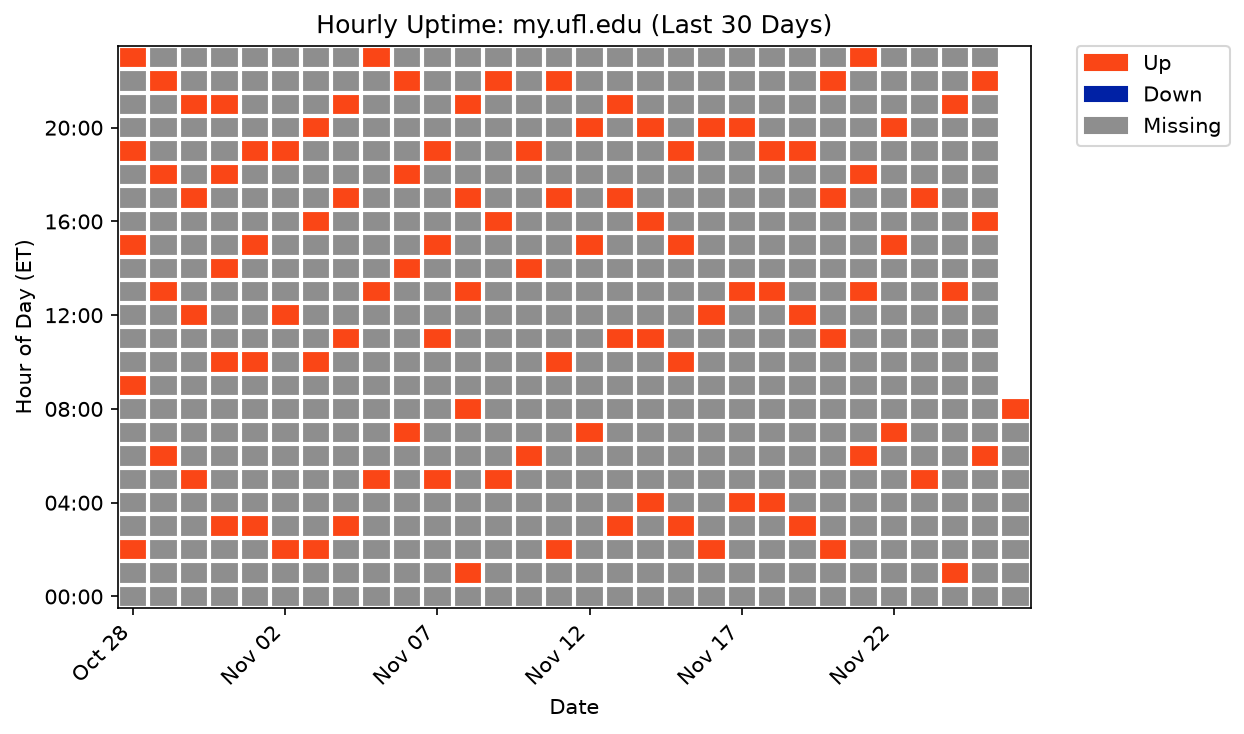 Hourly Uptime: my.ufl.edu (Last 30 Days)
Up
Down
Missing
Hour of Day (ET)
20:00
16:00
12:00
08:00
04:00
00:00
Oct 28
Nov 02
Nov 07
Nov 12
Nov 17
Nov 22
Date